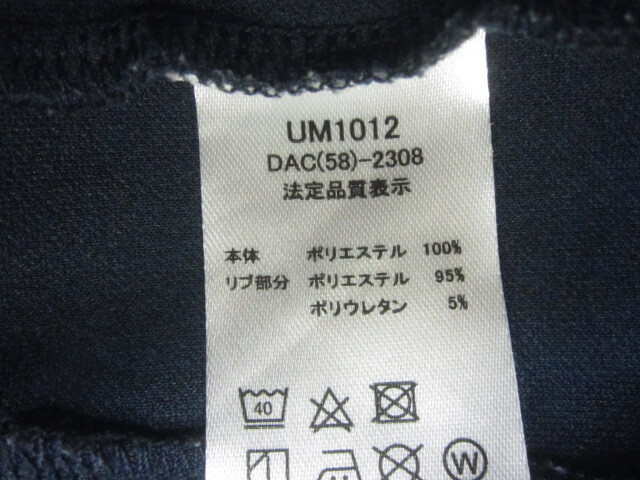 UM1012
DAC(58)-2308
法定品質表示
本体 ポリエステル 100%
リブ部分 ポリエステル 95%
ポリウレタン 5%
40
W